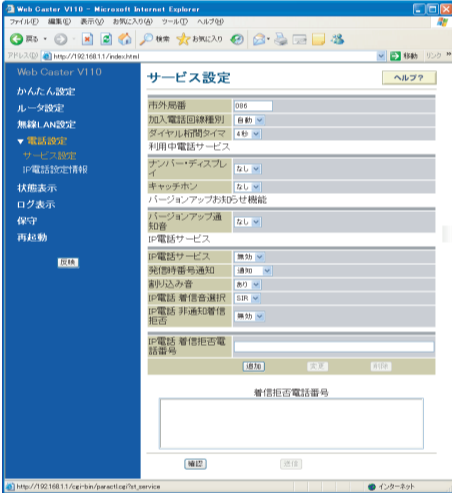 Web Caster V110 - Microsoft Internet Explorer
ファイル(F) 編集(E) 表示(V) お気に入り(A) ツール(T) ヘルプ(H)
戻る 検索 お気に入り
アドレス(D) http://192.168.1.1/index.html 移動 リンク
Web Caster V110
かんたん設定
ルータ設定
無線LAN設定
▼ 電話設定
サービス設定
IP電話設定情報
状態表示
ログ表示
保守
再起動
反映
サービス設定 ヘルプ?
市外局番 086
加入電話回線種別 自動
ダイヤル桁間タイマ 4秒
利用中電話サービス
ナンバー・ディスプレイ なし
キャッチホン なし
バージョンアップお知らせ機能
バージョンアップ通知音 なし
IP電話サービス
IP電話サービス 無効
発信時番号通知 通知
割り込み音 あり
IP電話 着信音選択 SIR
IP電話 非通知着信拒否 無効
IP電話 着信拒否電話番号
追加 変更 削除
着信拒否電話番号
確認 送信
http://192.168.1.1/cgi-bin/paractl.cgi?st_service インターネット